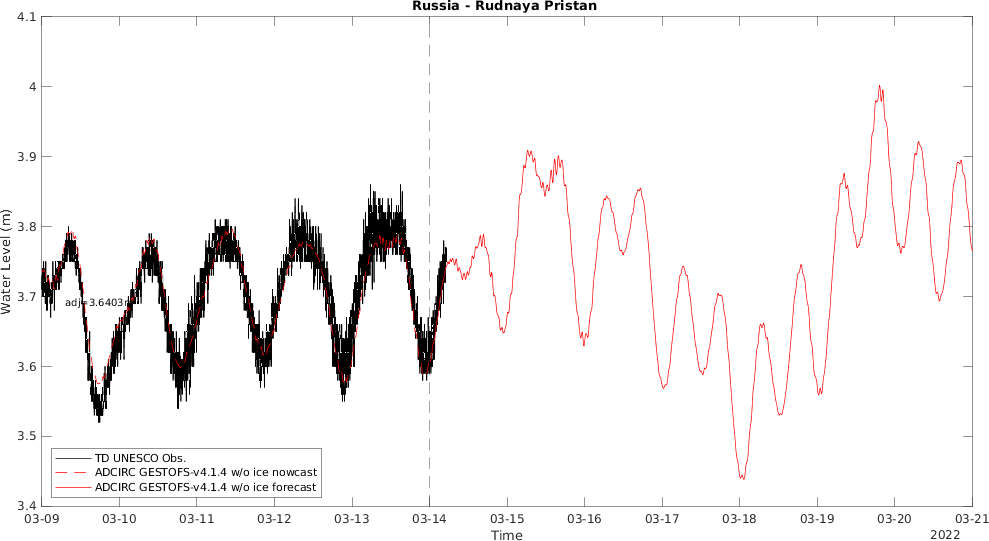 Russia - Rudnaya Pristan
4.1
4
3.9
3.8
3.7
3.6
3.5
3.4
Water Level (m)
adj=3.6403
TD UNESCO Obs.
ADCIRC GESTOFS-v4.1.4 w/o ice nowcast
ADCIRC GESTOFS-v4.1.4 w/o ice forecast
03-09 03-10 03-11 03-12 03-13 03-14 03-15 03-16 03-17 03-18 03-19 03-20 03-21
Time
2022